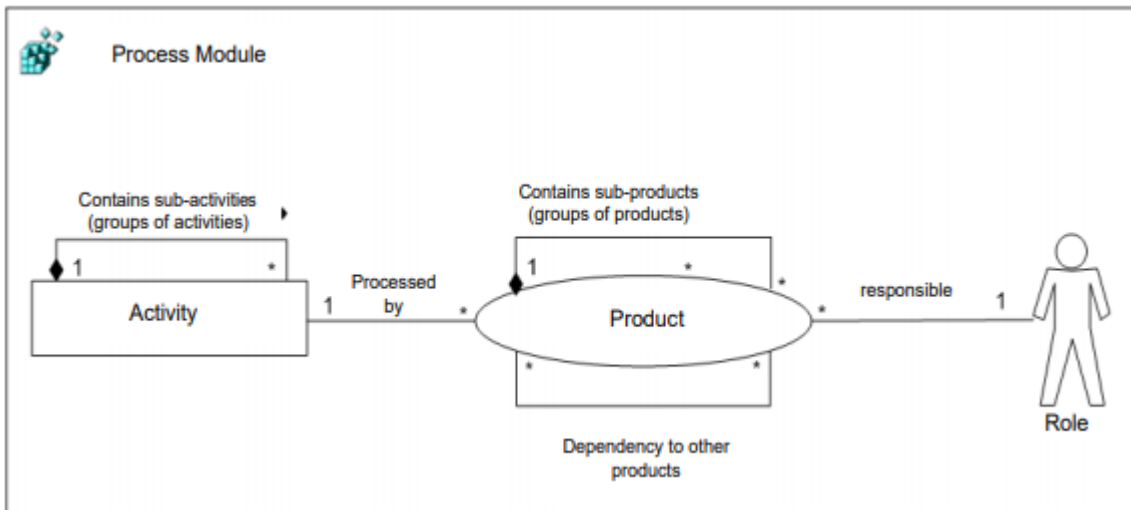 Process Module
Contains sub-activities
(groups of activities)
1
*
Activity
1
Processed
by
*
Contains sub-products
(groups of products)
1
*
*
Product
*
*
Dependency to other
products
*
responsible
1
Role